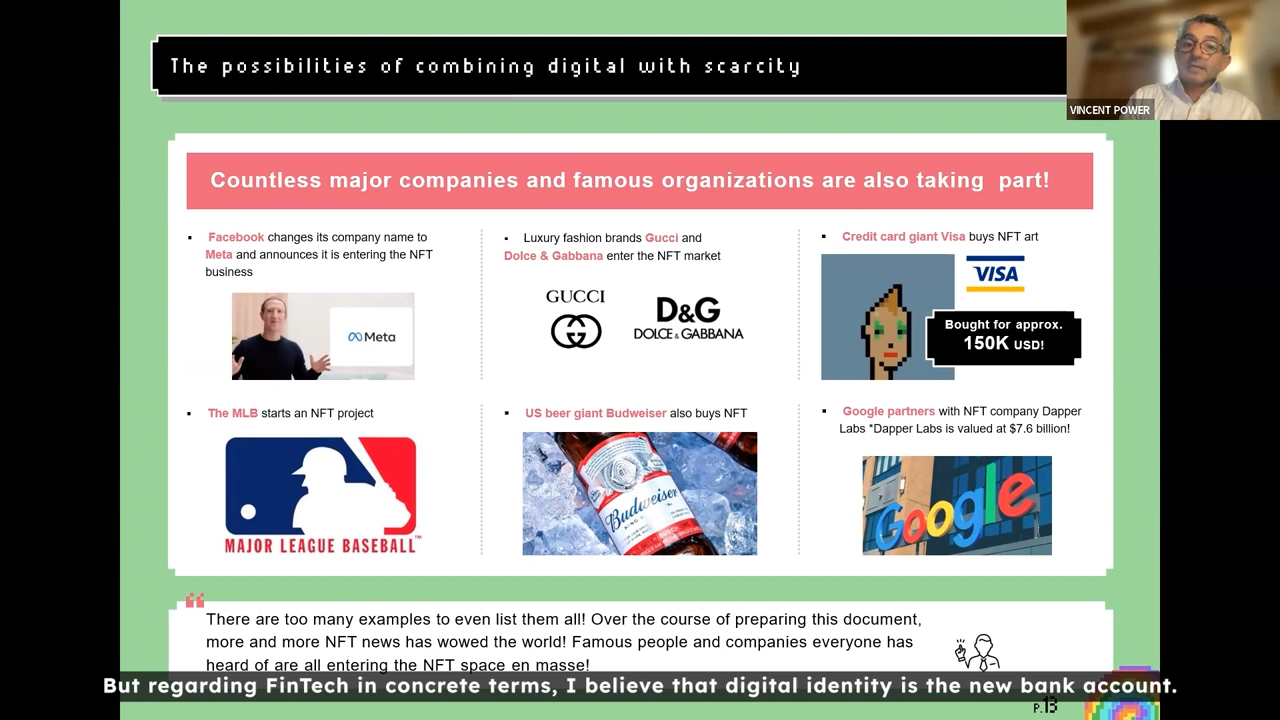 The possibilities of combining digital with scarcity
VINCENT POWER
Countless major companies and famous organizations are also taking part!
▪ Facebook changes its company name to
Meta and announces it is entering the NFT
business
Meta
▪ Luxury fashion brands Gucci and
Dolce & Gabbana enter the NFT market
GUCCI
D&G
DOLCE & GABBANA
▪ Credit card giant Visa buys NFT art
VISA
Bought for approx.
150K USD!
▪ The MLB starts an NFT project
MAJOR LEAGUE BASEBALL™
▪ US beer giant Budweiser also buys NFT
Budweiser
▪ Google partners with NFT company Dapper
Labs *Dapper Labs is valued at $7.6 billion!
Google
“
There are too many examples to even list them all! Over the course of preparing this document,
more and more NFT news has wowed the world! Famous people and companies everyone has
heard of are all entering the NFT space en masse!
But regarding FinTech in concrete terms, I believe that digital identity is the new bank account.
P.13